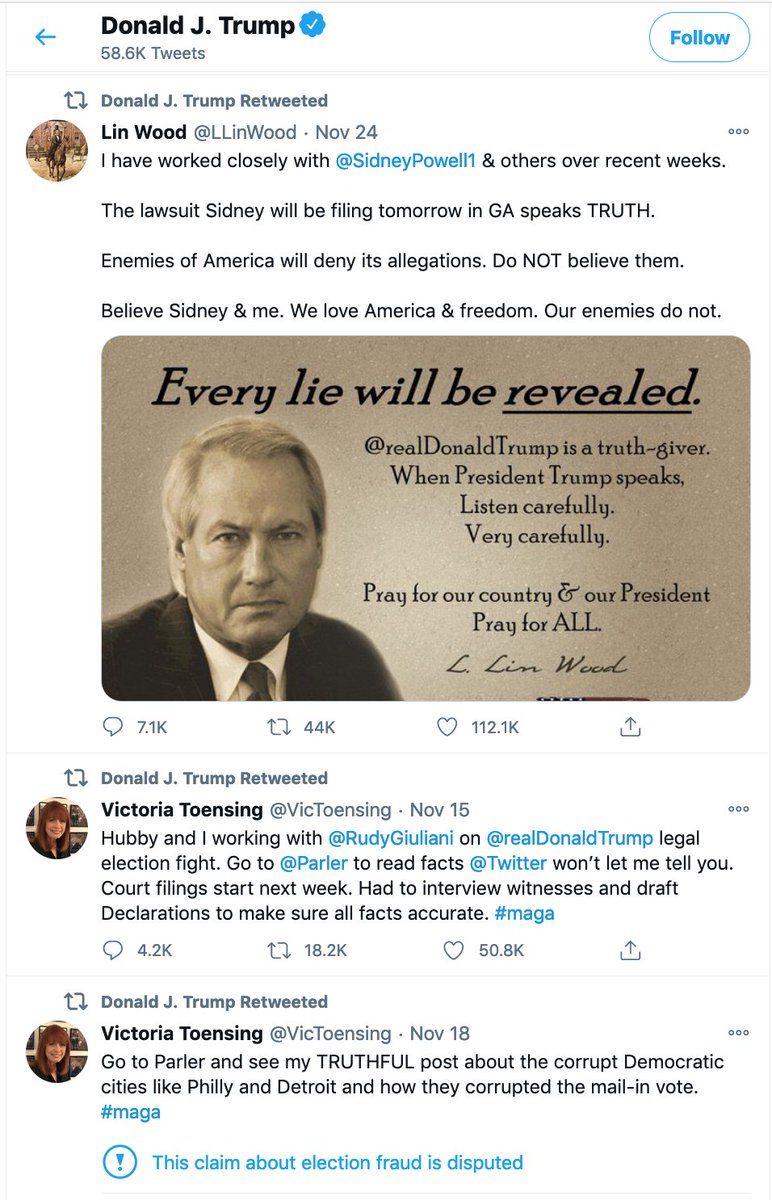 Donald J. Trump
58.6K Tweets
Follow
Donald J. Trump Retweeted
Lin Wood @LLinWood · Nov 24
I have worked closely with @SidneyPowell1 & others over recent weeks.
The lawsuit Sidney will be filing tomorrow in GA speaks TRUTH.
Enemies of America will deny its allegations. Do NOT believe them.
Believe Sidney & me. We love America & freedom. Our enemies do not.
Every lie will be revealed.
@realDonaldTrump is a truth-giver.
When President Trump speaks,
Listen carefully.
Very carefully.
Pray for our country & our President
Pray for ALL.
L. Lin Wood
7.1K 44K 112.1K
Donald J. Trump Retweeted
Victoria Toensing @VicToensing · Nov 15
Hubby and I working with @RudyGiuliani on @realDonaldTrump legal
election fight. Go to @Parler to read facts @Twitter won’t let me tell you.
Court filings start next week. Had to interview witnesses and draft
Declarations to make sure all facts accurate. #maga
4.2K 18.2K 50.8K
Donald J. Trump Retweeted
Victoria Toensing @VicToensing · Nov 18
Go to Parler and see my TRUTHFUL post about the corrupt Democratic
cities like Philly and Detroit and how they corrupted the mail-in vote.
#maga
This claim about election fraud is disputed